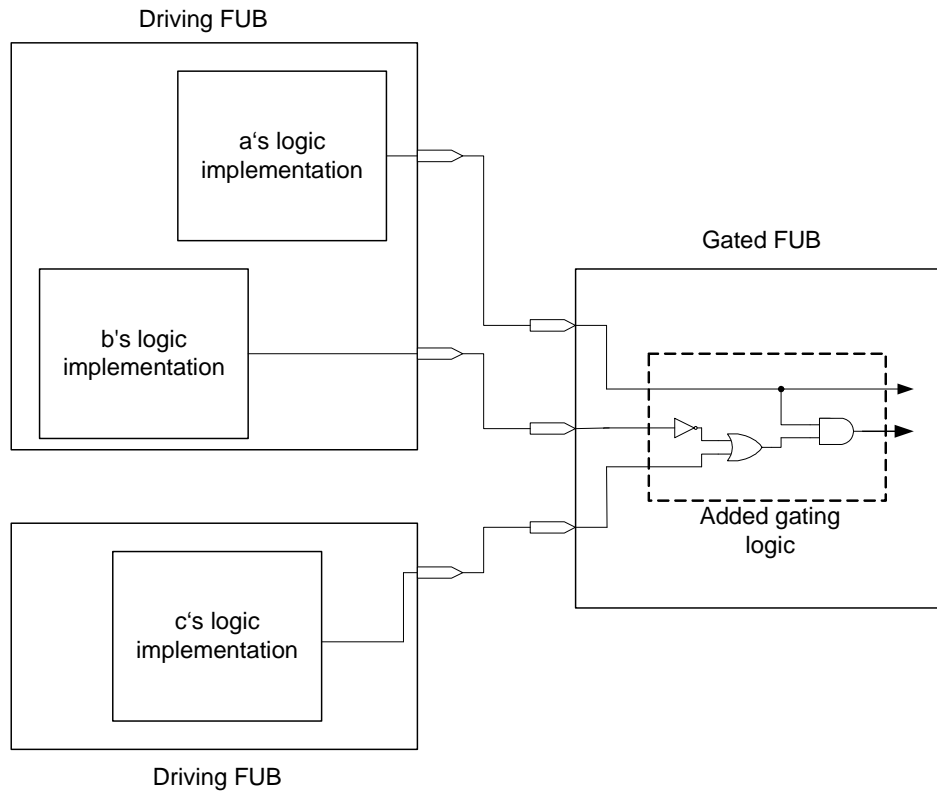 Driving FUB
a‘s logic
implementation
Gated FUB
b's logic
implementation
Added gating
logic
c‘s logic
implementation
Driving FUB